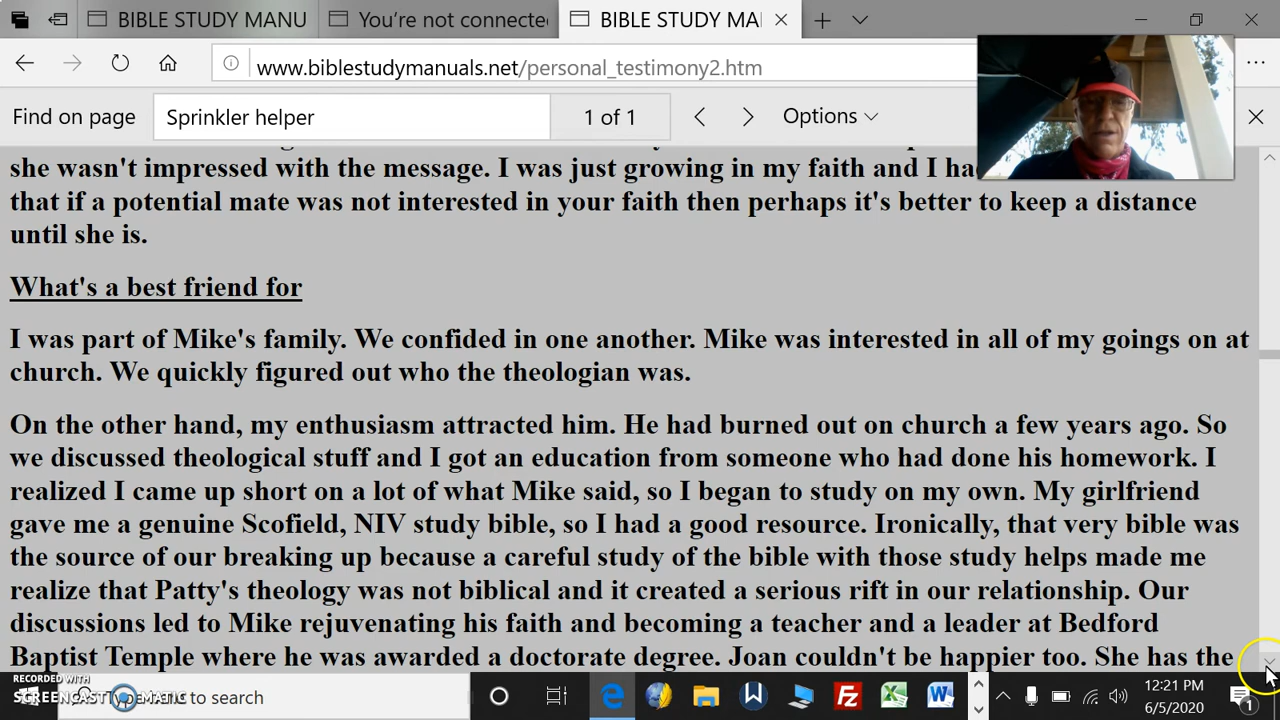 BIBLE STUDY MANU
You're not connecte
BIBLE STUDY MA
www.biblestudymanuals.net/personal_testimony2.htm
Find on page
Sprinkler helper
1 of 1
Options
she wasn't impressed with the message. I was just growing in my faith and I ha
that if a potential mate was not interested in your faith then perhaps it's better to keep a distance
until she is.
What's a best friend for
I was part of Mike's family. We confided in one another. Mike was interested in all of my goings on at
church. We quickly figured out who the theologian was.
On the other hand, my enthusiasm attracted him. He had burned out on church a few years ago. So
we discussed theological stuff and I got an education from someone who had done his homework. I
realized I came up short on a lot of what Mike said, so I began to study on my own. My girlfriend
gave me a genuine Scofield, NIV study bible, so I had a good resource. Ironically, that very bible was
the source of our breaking up because a careful study of the bible with those study helps made me
realize that Patty's theology was not biblical and it created a serious rift in our relationship. Our
discussions led to Mike rejuvenating his faith and becoming a teacher and a leader at Bedford
Baptist Temple where he was awarded a doctorate degree. Joan couldn't be happier too. She has the
RECORDED WITH
SCREENCAST MATIC
Type here to search
12:21 PM
6/5/2020
1